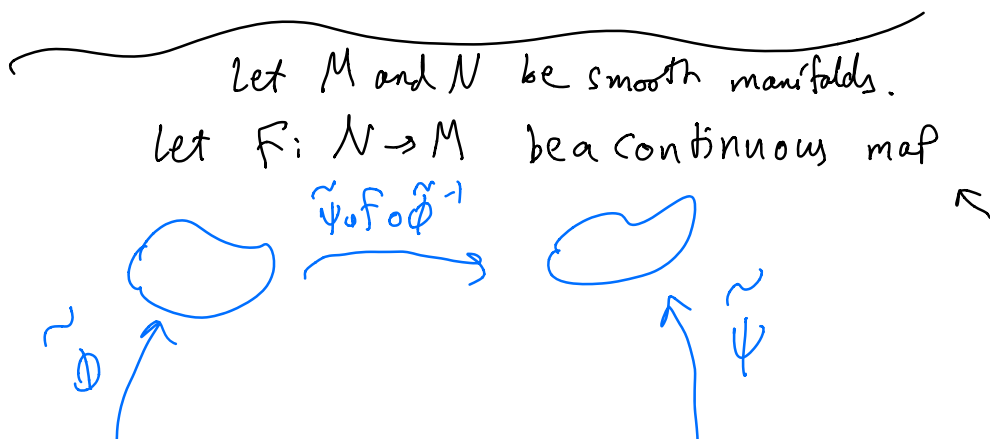 Let M and N be smooth manifolds.
Let F: N → M be a continuous map
ψ̃∘F∘Φ̃⁻¹
Φ̃
ψ̃